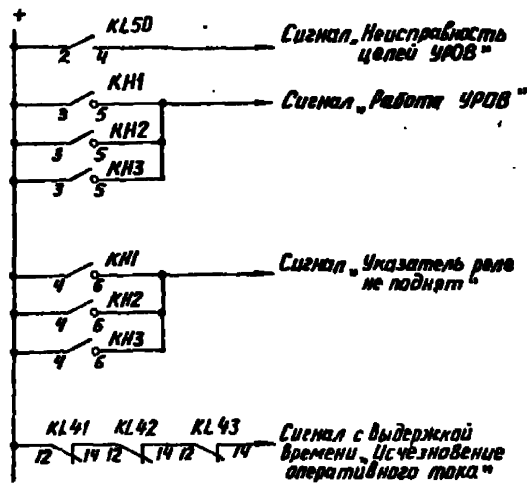 +
KL50
2 4
Сигнал „Неисправность
цепей УРОВ“
KH1
3 5
Сигнал „Работа УРОВ“
KH2
3 5
KH3
3 5
KH1
4 6
Сигнал „Указатель реле
не поднят“
KH2
4 6
KH3
4 6
KL41 KL42 KL43
12 14 12 14 12 14
Сигнал с выдержкой
времени „Исчезновение
оперативного тока“